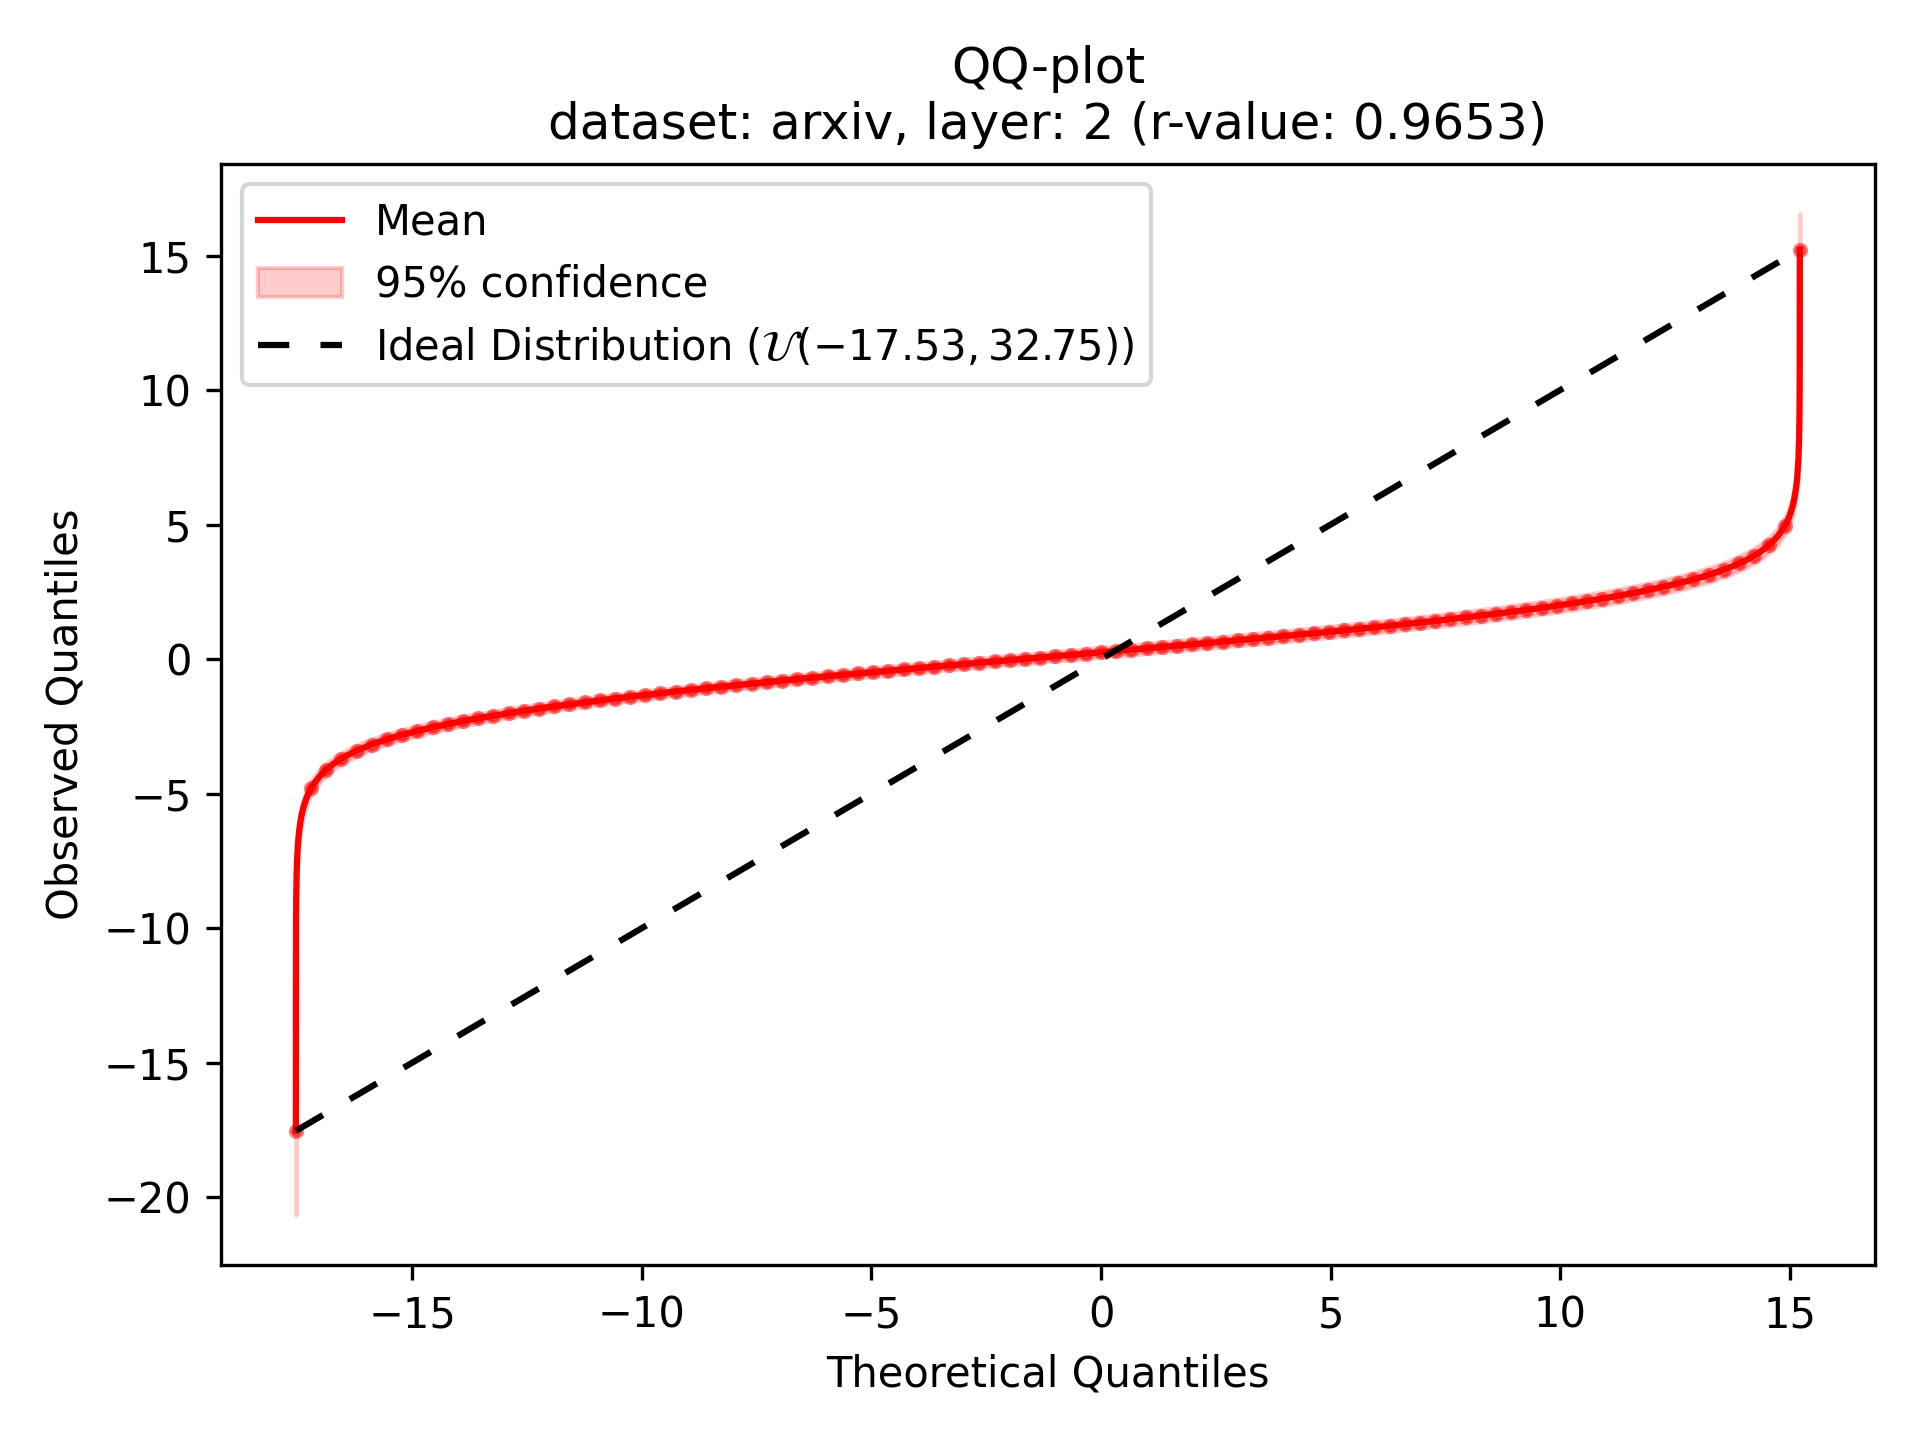 QQ-plot
dataset: arxiv, layer: 2 (r-value: 0.9653)
Mean
95% confidence
Ideal Distribution (𝒰(−17.53, 32.75))
15
10
5
0
−5
−10
−15
−20
Observed Quantiles
−15
−10
−5
0
5
10
15
Theoretical Quantiles